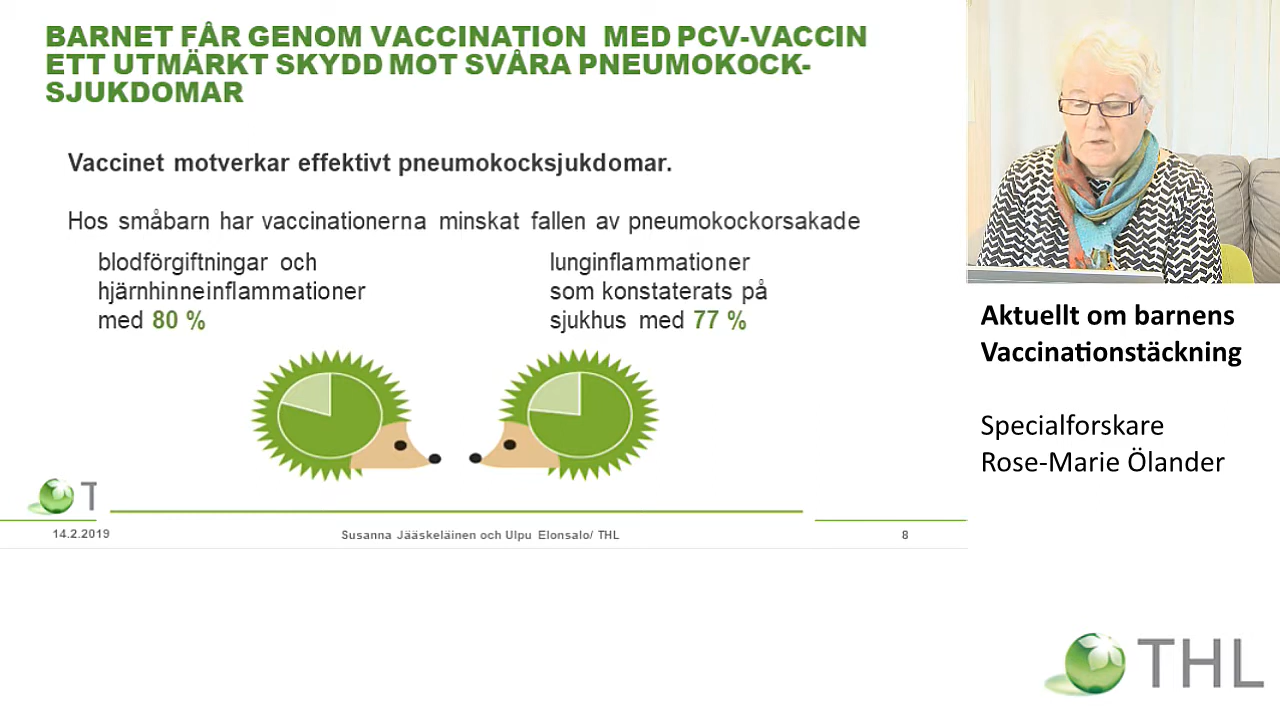 BARNET FÅR GENOM VACCINATION MED PCV-VACCIN
ETT UTMÄRKT SKYDD MOT SVÅRA PNEUMOKOCK-
SJUKDOMAR
Vaccinet motverkar effektivt pneumokocksjukdomar.
Hos småbarn har vaccinationerna minskat fallen av pneumokockorsakade
blodförgiftningar och
hjärnhinneinflammationer
med 80 %
lunginflammationer
som konstaterats på
sjukhus med 77 %
T
14.2.2019
Susanna Jääskeläinen och Ulpu Elonsalo/ THL
8
Aktuellt om barnens
Vaccinationstäckning
Specialforskare
Rose-Marie Ölander
THL